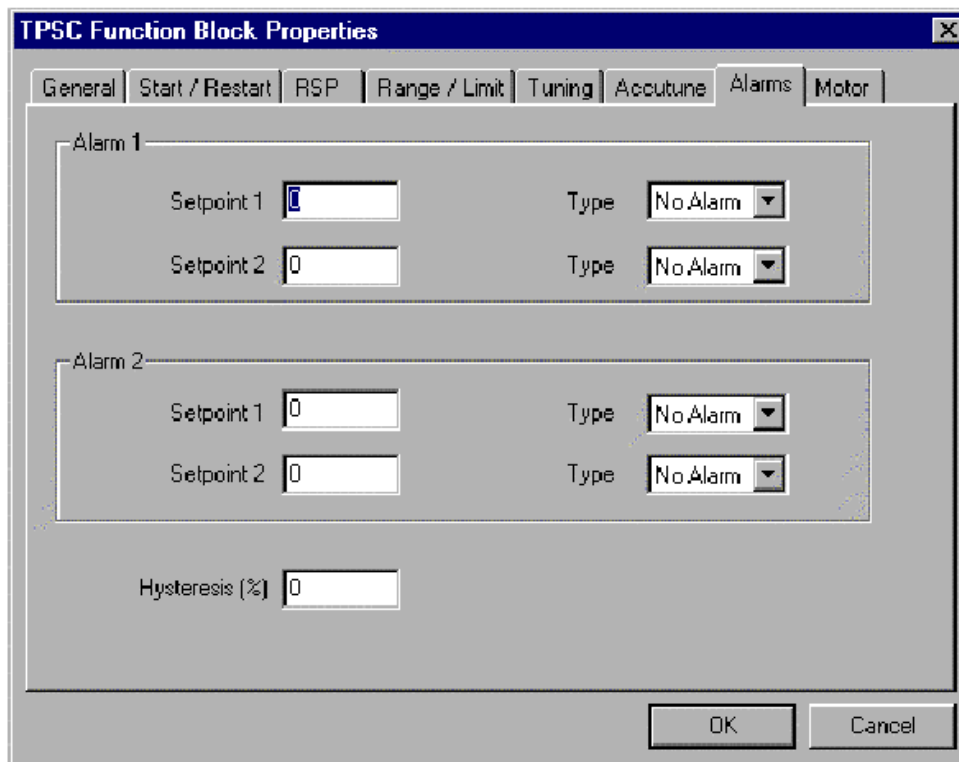 TPSC Function Block Properties
General Start / Restart RSP Range / Limit Tuning Accutune Alarms Motor
Alarm 1
Setpoint 1 0 Type No Alarm
Setpoint 2 0 Type No Alarm
Alarm 2
Setpoint 1 0 Type No Alarm
Setpoint 2 0 Type No Alarm
Hysteresis (%) 0
OK Cancel